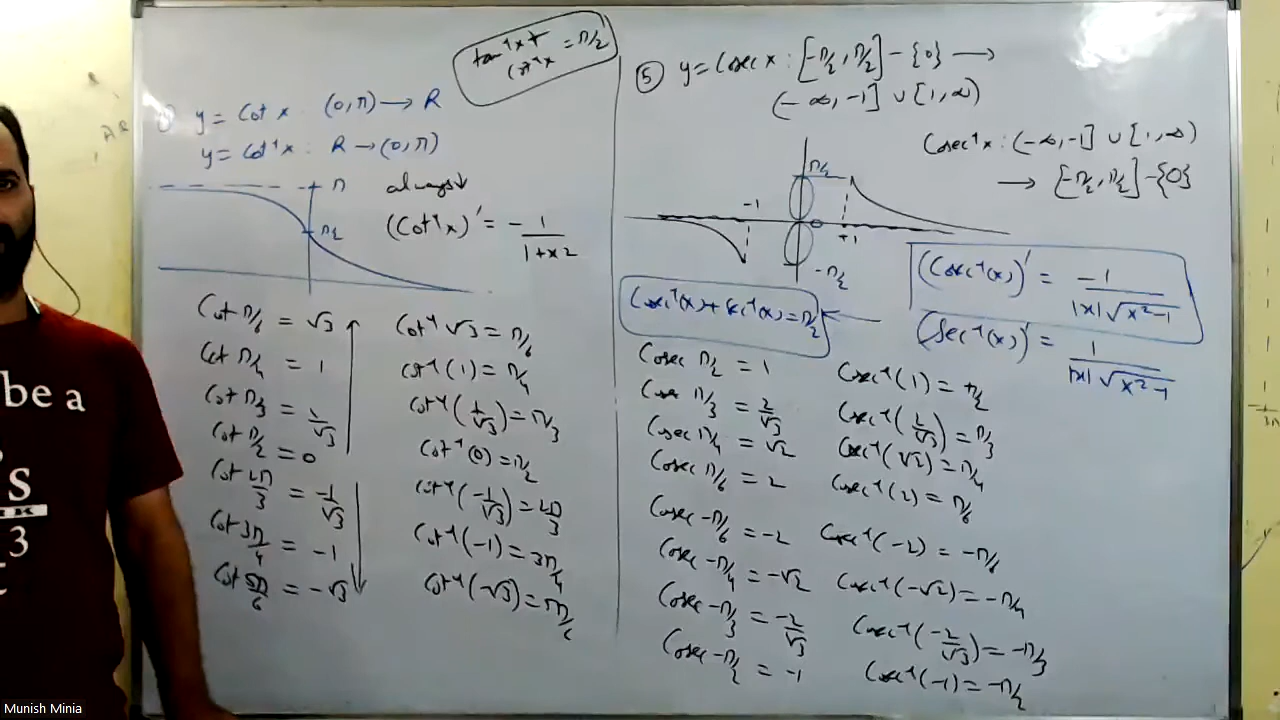 tan⁻¹x + cot⁻¹x = π/2
y = Cot x : (0, π) → R
y = Cot⁻¹x : R → (0, π)
π
always ↓
π/2
(Cot⁻¹x)' = - 1/(1+x²)
Cot π/6 = √3
Cot π/4 = 1
Cot π/3 = 1/√3
Cot π/2 = 0
Cot 2π/3 = -1/√3
Cot 3π/4 = -1
Cot 5π/6 = -√3
Cot⁻¹ √3 = π/6
Cot⁻¹(1) = π/4
Cot⁻¹(1/√3) = π/3
Cot⁻¹(0) = π/2
Cot⁻¹(-1/√3) = 2π/3
Cot⁻¹(-1) = 3π/4
Cot⁻¹(-√3) = 5π/6
⑤ y = Cosec x : [-π/2, π/2] - {0} →
(-∞, -1] ∪ [1, ∞)
Cosec⁻¹x : (-∞, -1] ∪ [1, ∞)
→ [-π/2, π/2] - {0}
π/2
-1
+1
-π/2
(Cosec⁻¹(x))' = -1/(|x|√(x²-1))
Cosec⁻¹(x) + Sec⁻¹(x) = π/2
(Sec⁻¹(x))' = 1/(|x|√(x²-1))
Cosec π/2 = 1
Cosec π/3 = 2/√3
Cosec π/4 = √2
Cosec π/6 = 2
Cosec -π/6 = -2
Cosec -π/4 = -√2
Cosec -π/3 = -2/√3
Cosec -π/2 = -1
Cosec⁻¹(1) = π/2
Cosec⁻¹(2/√3) = π/3
Cosec⁻¹(√2) = π/4
Cosec⁻¹(2) = π/6
Cosec⁻¹(-2) = -π/6
Cosec⁻¹(-√2) = -π/4
Cosec⁻¹(-2/√3) = -π/3
Cosec⁻¹(-1) = -π/2
be a
S
3
Munish Minia